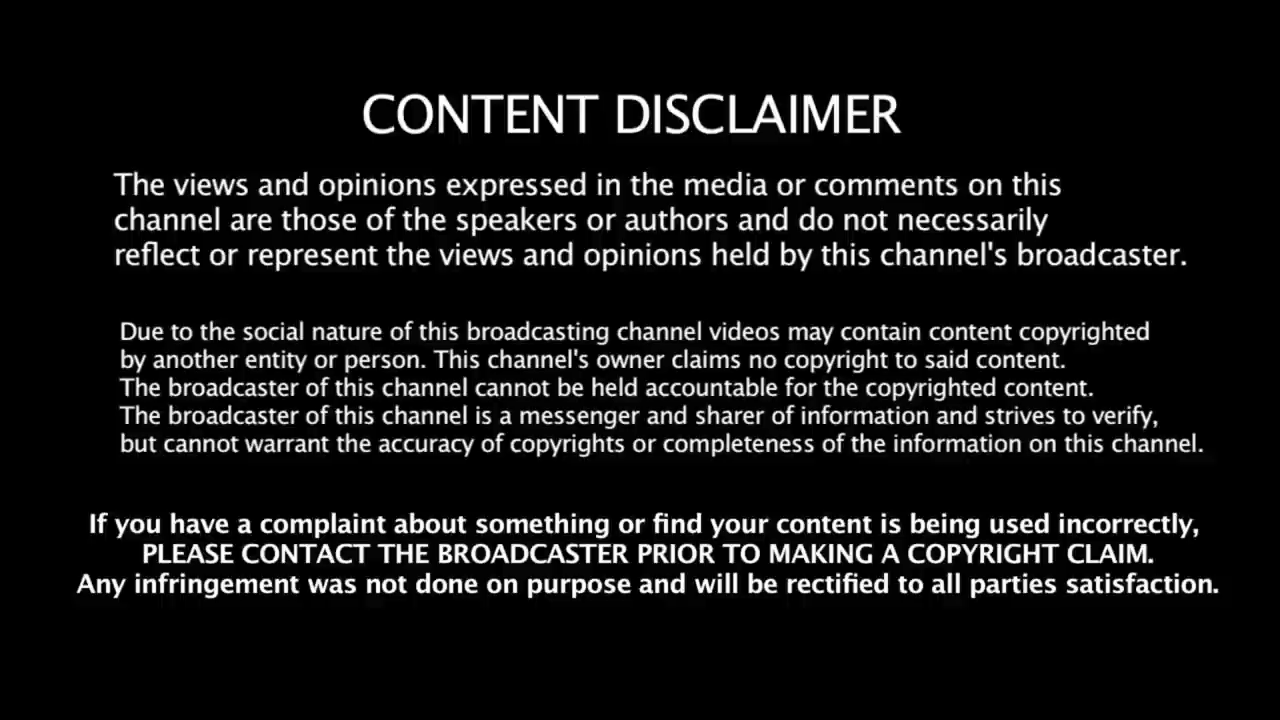 CONTENT DISCLAIMER
The views and opinions expressed in the media or comments on this
channel are those of the speakers or authors and do not necessarily
reflect or represent the views and opinions held by this channel's broadcaster.
Due to the social nature of this broadcasting channel videos may contain content copyrighted
by another entity or person. This channel's owner claims no copyright to said content.
The broadcaster of this channel cannot be held accountable for the copyrighted content.
The broadcaster of this channel is a messenger and sharer of information and strives to verify,
but cannot warrant the accuracy of copyrights or completeness of the information on this channel.
If you have a complaint about something or find your content is being used incorrectly,
PLEASE CONTACT THE BROADCASTER PRIOR TO MAKING A COPYRIGHT CLAIM.
Any infringement was not done on purpose and will be rectified to all parties satisfaction.